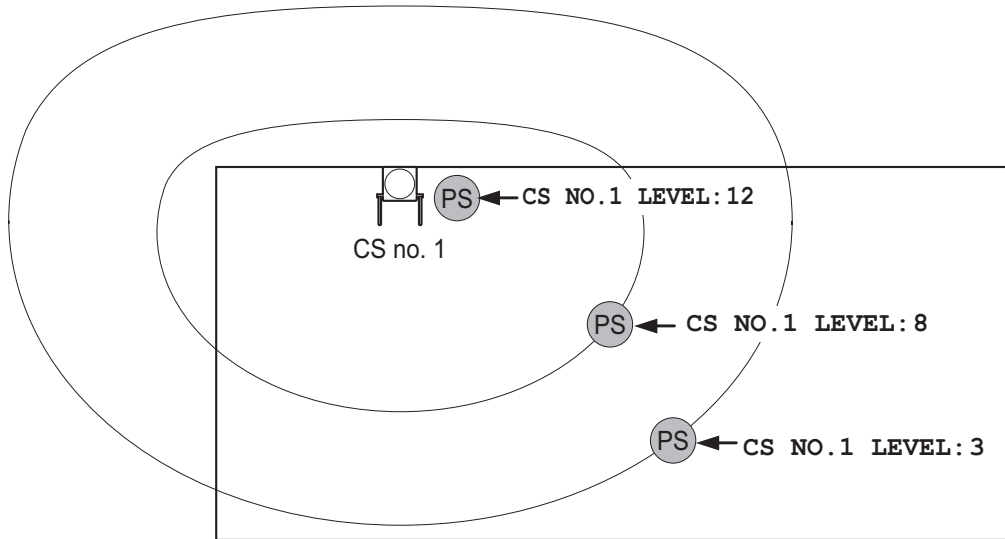 PS CS NO.1 LEVEL:12
CS no. 1
PS CS NO.1 LEVEL:8
PS CS NO.1 LEVEL:3